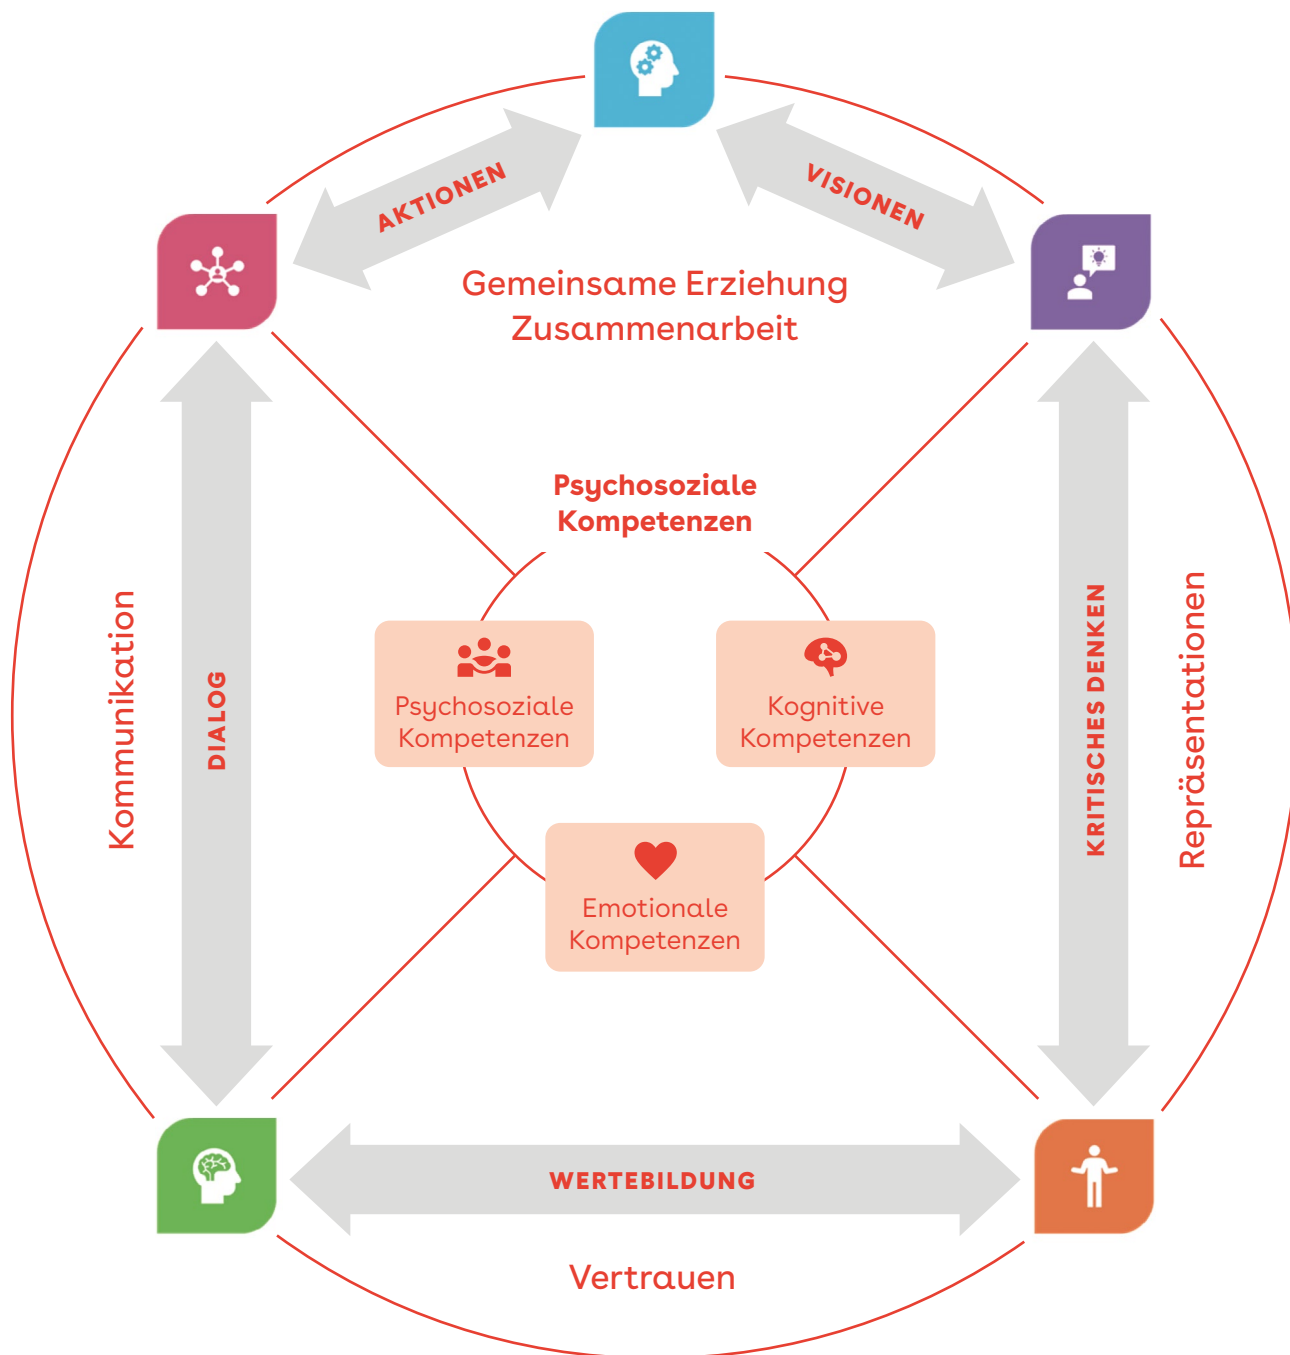 AKTIONEN
VISIONEN
Gemeinsame Erziehung
Zusammenarbeit
Psychosoziale
Kompetenzen
Kommunikation
DIALOG
Psychosoziale
Kompetenzen
Kognitive
Kompetenzen
KRITISCHES DENKEN
Repräsentationen
Emotionale
Kompetenzen
WERTEBILDUNG
Vertrauen